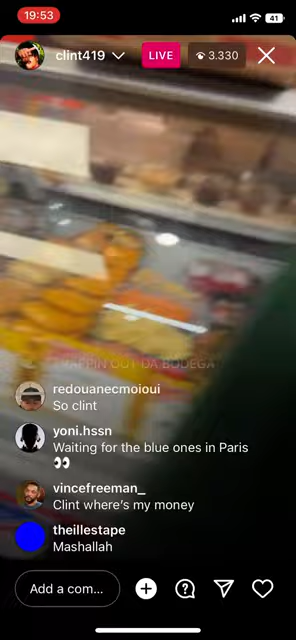 19:53
41
clint419
LIVE
3.330
redouanecmoioui
So clint
yoni.hssn
Waiting for the blue ones in Paris
👀
vincefreeman_
Clint where's my money
theillestape
Mashallah
Add a com...